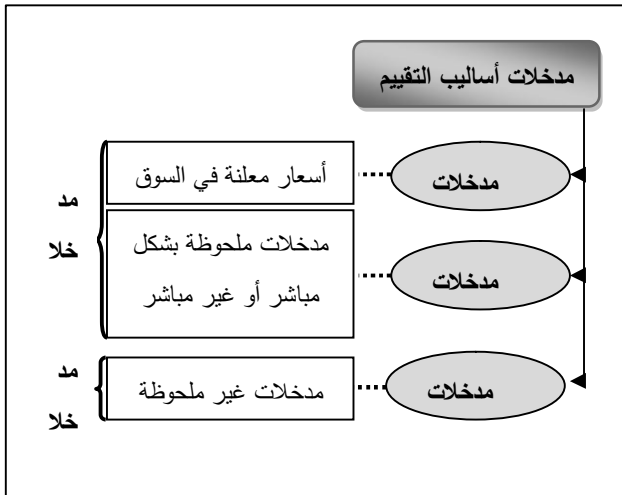 مدخلات أساليب التقييم
مدخلات
أسعار معلنة في السوق
مدخلات
مدخلات ملحوظة بشكل
مباشر أو غير مباشر
مد
خلا
مدخلات
مدخلات غير ملحوظة
مد
خلا